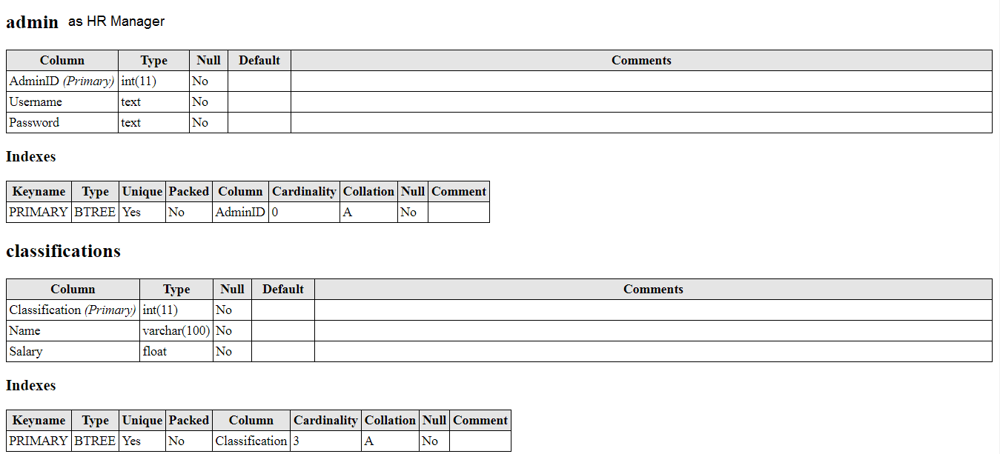 admin as HR Manager
Column Type Null Default Comments
AdminID (Primary) int(11) No
Username text No
Password text No
Indexes
Keyname Type Unique Packed Column Cardinality Collation Null Comment
PRIMARY BTREE Yes No AdminID 0 A No
classifications
Column Type Null Default Comments
Classification (Primary) int(11) No
Name varchar(100) No
Salary float No
Indexes
Keyname Type Unique Packed Column Cardinality Collation Null Comment
PRIMARY BTREE Yes No Classification 3 A No